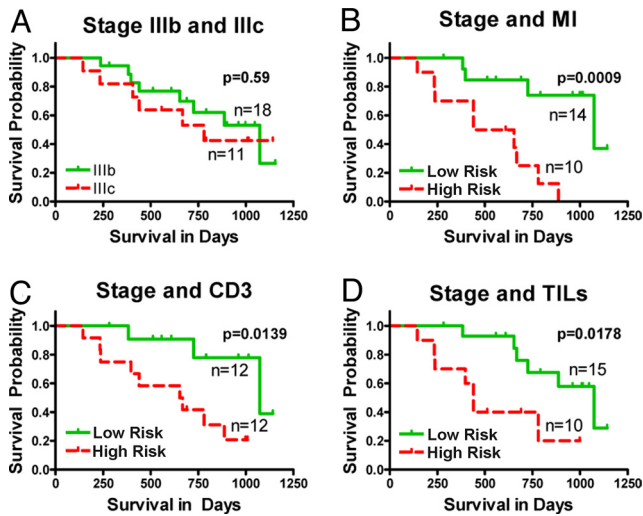 A
Stage IIIb and IIIc
Survival Probability
1.0
0.8
0.6
0.4
0.2
0.0
p=0.59
n=18
n=11
IIIb
IIIc
0 250 500 750 1000 1250
Survival in Days
B
Stage and MI
Survival Probability
1.0
0.8
0.6
0.4
0.2
0.0
p=0.0009
n=14
n=10
Low Risk
High Risk
0 250 500 750 1000 1250
Survival in Days
C
Stage and CD3
Survival Probability
1.0
0.8
0.6
0.4
0.2
0.0
p=0.0139
n=12
n=12
Low Risk
High Risk
0 250 500 750 1000 1250
Survival in Days
D
Stage and TILs
Survival Probability
1.0
0.8
0.6
0.4
0.2
0.0
p=0.0178
n=15
n=10
Low Risk
High Risk
0 250 500 750 1000 1250
Survival in Days